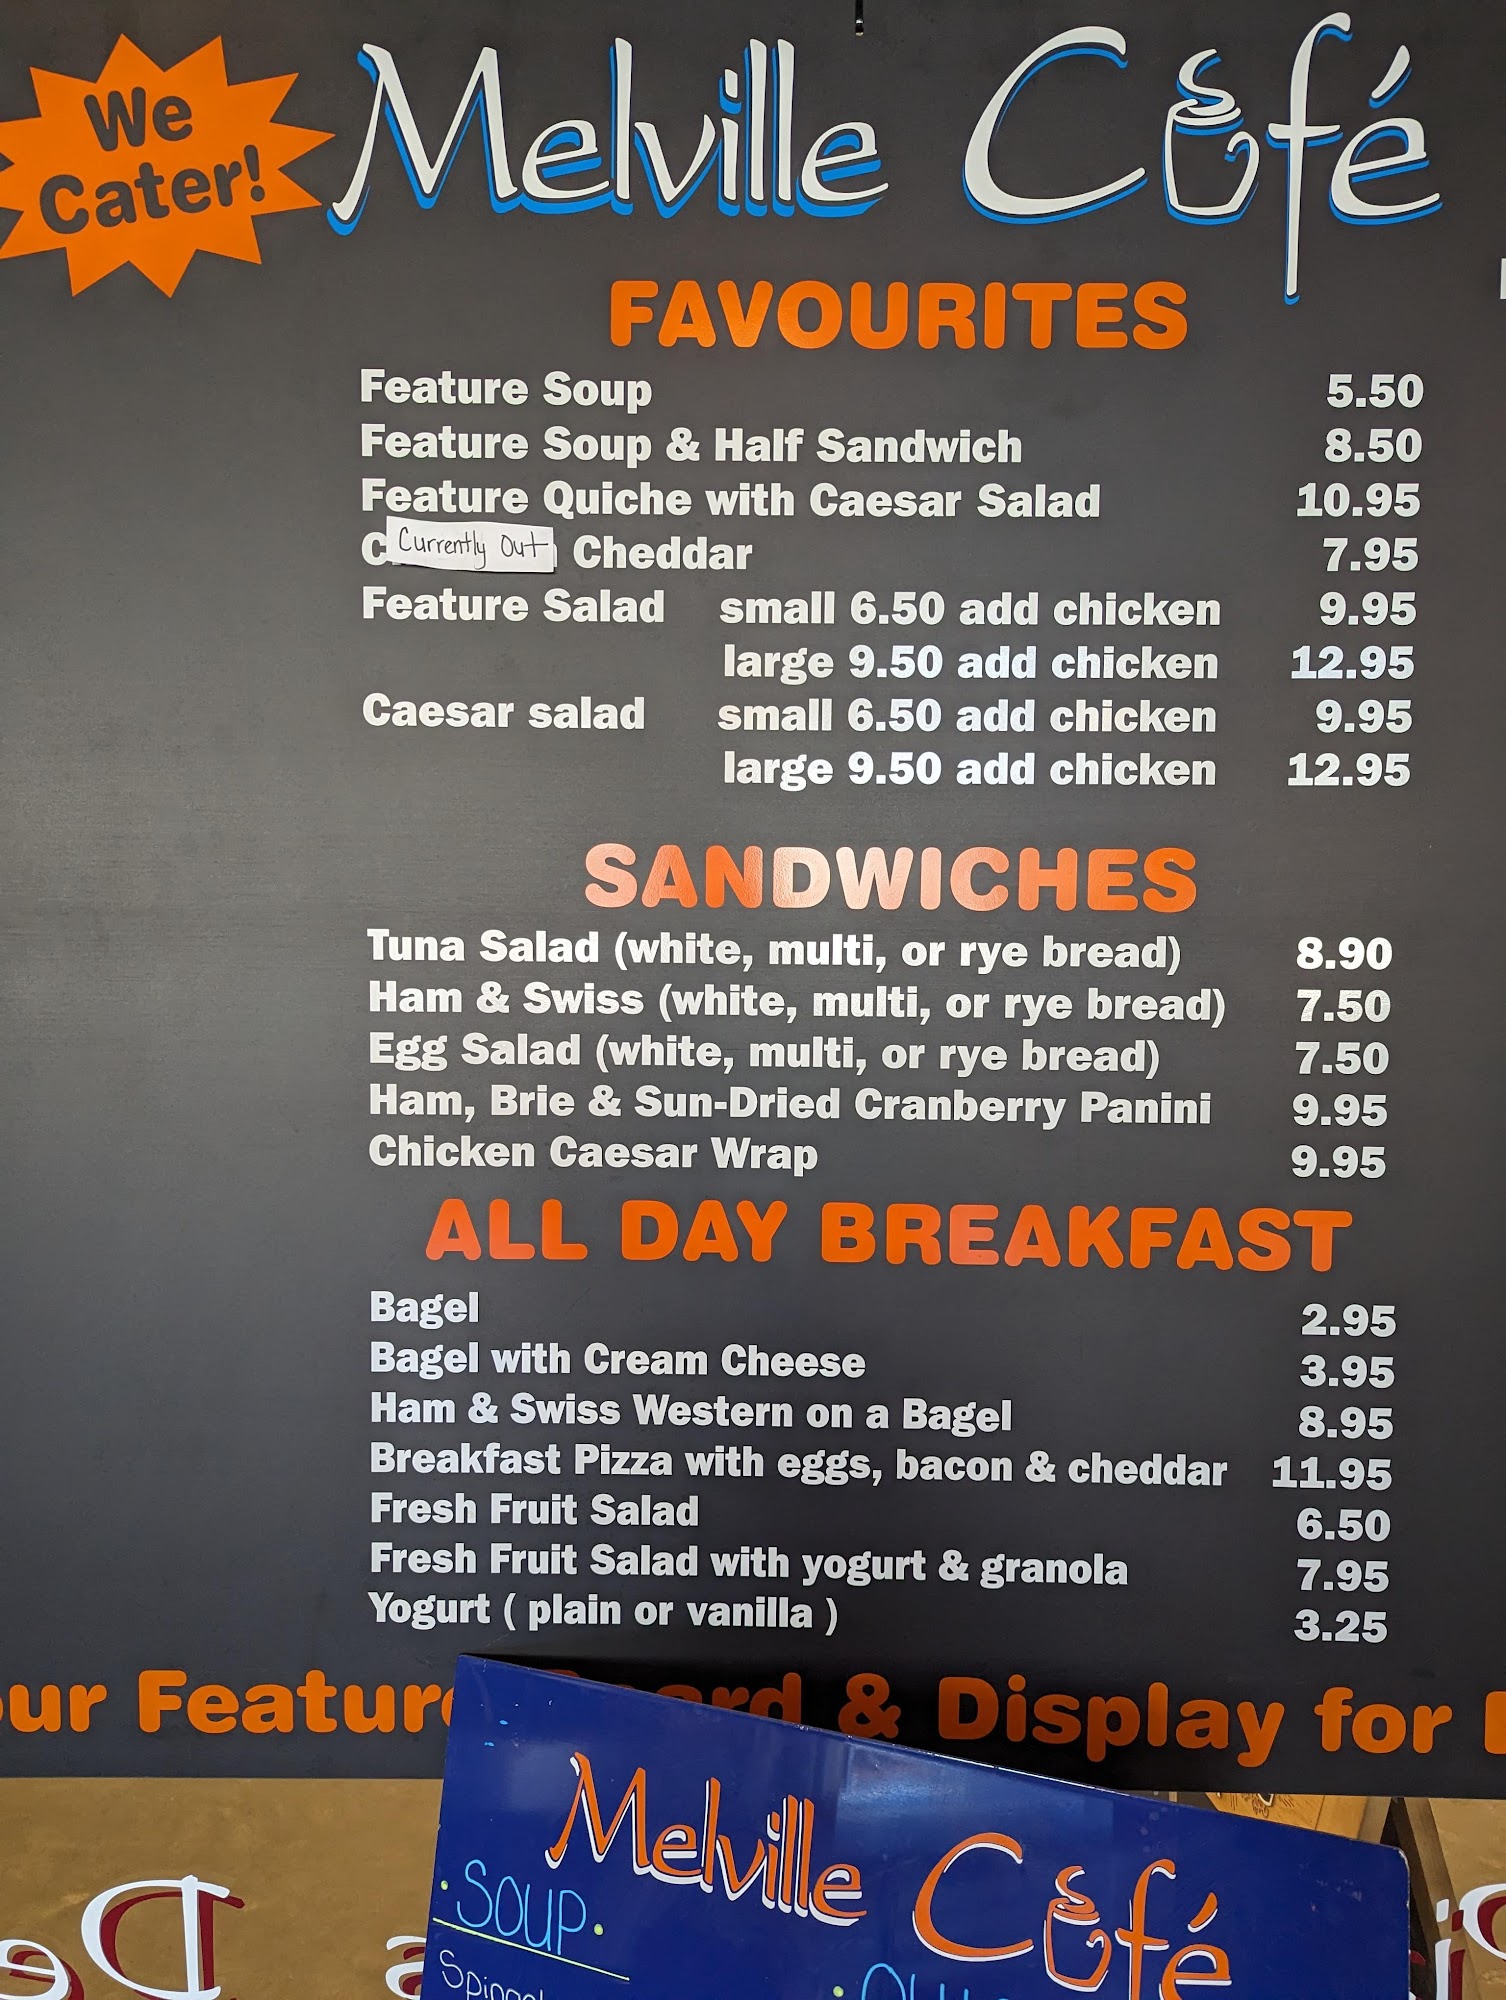 We
Cater!
Melville Café
FAVOURITES
Feature Soup 5.50
Feature Soup & Half Sandwich 8.50
Feature Quiche with Caesar Salad 10.95
Currently Out Cheddar 7.95
Feature Salad small 6.50 add chicken 9.95
large 9.50 add chicken 12.95
Caesar salad small 6.50 add chicken 9.95
large 9.50 add chicken 12.95
SANDWICHES
Tuna Salad (white, multi, or rye bread) 8.90
Ham & Swiss (white, multi, or rye bread) 7.50
Egg Salad (white, multi, or rye bread) 7.50
Ham, Brie & Sun-Dried Cranberry Panini 9.95
Chicken Caesar Wrap 9.95
ALL DAY BREAKFAST
Bagel 2.95
Bagel with Cream Cheese 3.95
Ham & Swiss Western on a Bagel 8.95
Breakfast Pizza with eggs, bacon & cheddar 11.95
Fresh Fruit Salad 6.50
Fresh Fruit Salad with yogurt & granola 7.95
Yogurt ( plain or vanilla ) 3.25
our Feature Board & Display for
Melville Café
• SOUP •